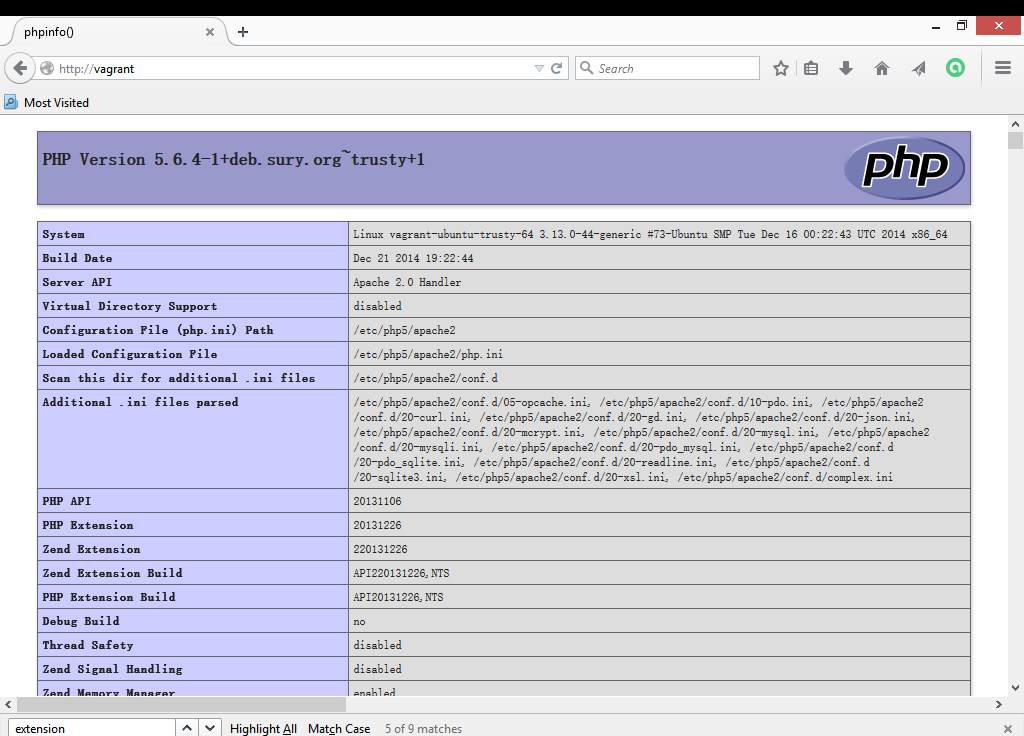 phpinfo()
http://vagrant
Search
Most Visited
PHP Version 5.6.4-1+deb.sury.org~trusty+1
php
System Linux vagrant-ubuntu-trusty-64 3.13.0-44-generic #73-Ubuntu SMP Tue Dec 16 00:22:43 UTC 2014 x86_64
Build Date Dec 21 2014 19:22:44
Server API Apache 2.0 Handler
Virtual Directory Support disabled
Configuration File (php.ini) Path /etc/php5/apache2
Loaded Configuration File /etc/php5/apache2/php.ini
Scan this dir for additional .ini files /etc/php5/apache2/conf.d
Additional .ini files parsed /etc/php5/apache2/conf.d/05-opcache.ini, /etc/php5/apache2/conf.d/10-pdo.ini, /etc/php5/apache2
/conf.d/20-curl.ini, /etc/php5/apache2/conf.d/20-gd.ini, /etc/php5/apache2/conf.d/20-json.ini,
/etc/php5/apache2/conf.d/20-mcrypt.ini, /etc/php5/apache2/conf.d/20-mysql.ini, /etc/php5/apache2
/conf.d/20-mysqli.ini, /etc/php5/apache2/conf.d/20-pdo_mysql.ini, /etc/php5/apache2/conf.d
/20-pdo_sqlite.ini, /etc/php5/apache2/conf.d/20-readline.ini, /etc/php5/apache2/conf.d
/20-sqlite3.ini, /etc/php5/apache2/conf.d/20-xsl.ini, /etc/php5/apache2/conf.d/complex.ini
PHP API 20131106
PHP Extension 20131226
Zend Extension 220131226
Zend Extension Build API220131226,NTS
PHP Extension Build API20131226,NTS
Debug Build no
Thread Safety disabled
Zend Signal Handling disabled
Zend Memory Manager enabled
extension Highlight All Match Case 5 of 9 matches